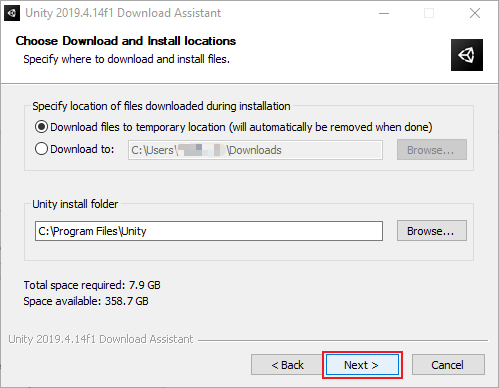 Unity 2019.4.14f1 Download Assistant
Choose Download and Install locations
Specify where to download and install files.
Specify location of files downloaded during installation
Download files to temporary location (will automatically be removed when done)
Download to: C:\Users\ \Downloads Browse...
Unity install folder
C:\Program Files\Unity Browse...
Total space required: 7.9 GB
Space available: 358.7 GB
Unity 2019.4.14f1 Download Assistant
< Back Next > Cancel